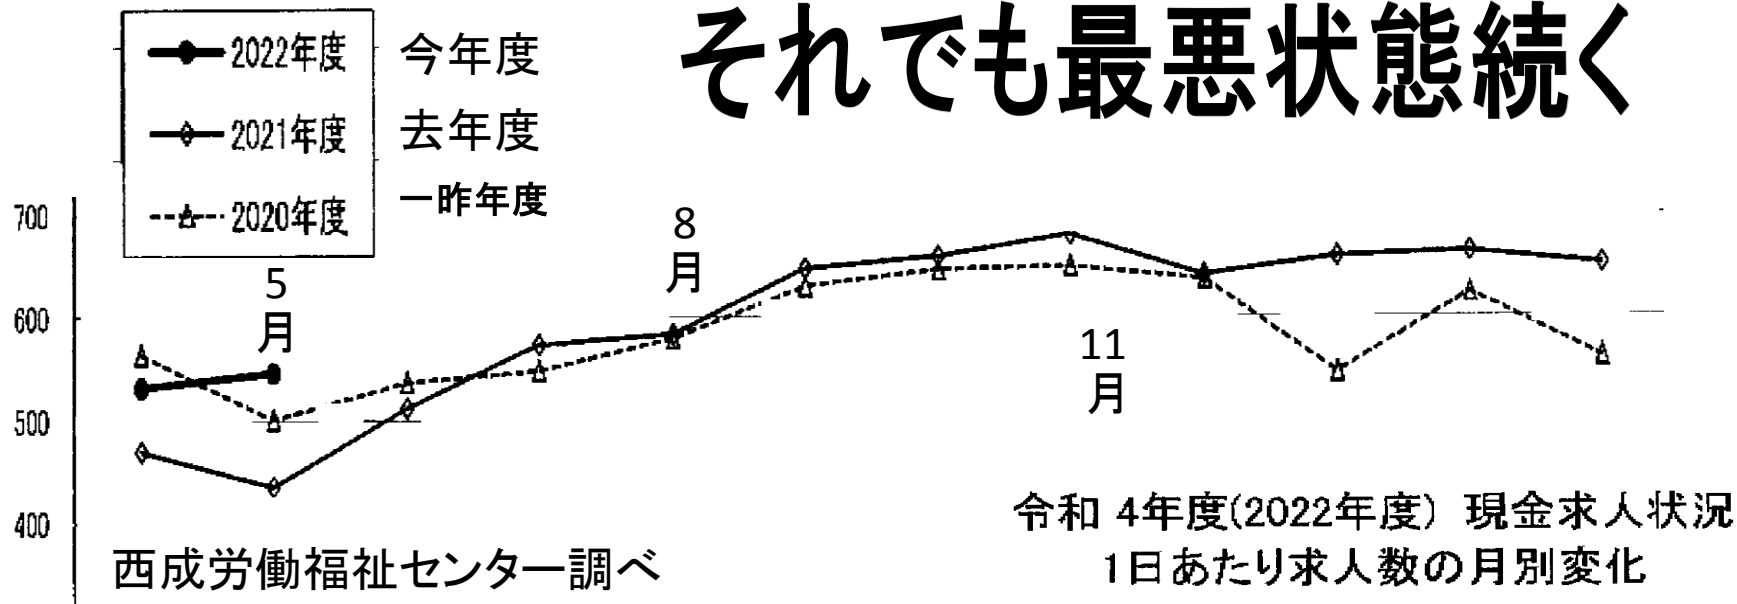 それでも最悪状態続く
2022年度 今年度
2021年度 去年度
2020年度 一昨年度
700
600
500
400
5月
8月
11月
令和 4年度(2022年度) 現金求人状況
1日あたり求人数の月別変化
西成労働福祉センター調べ